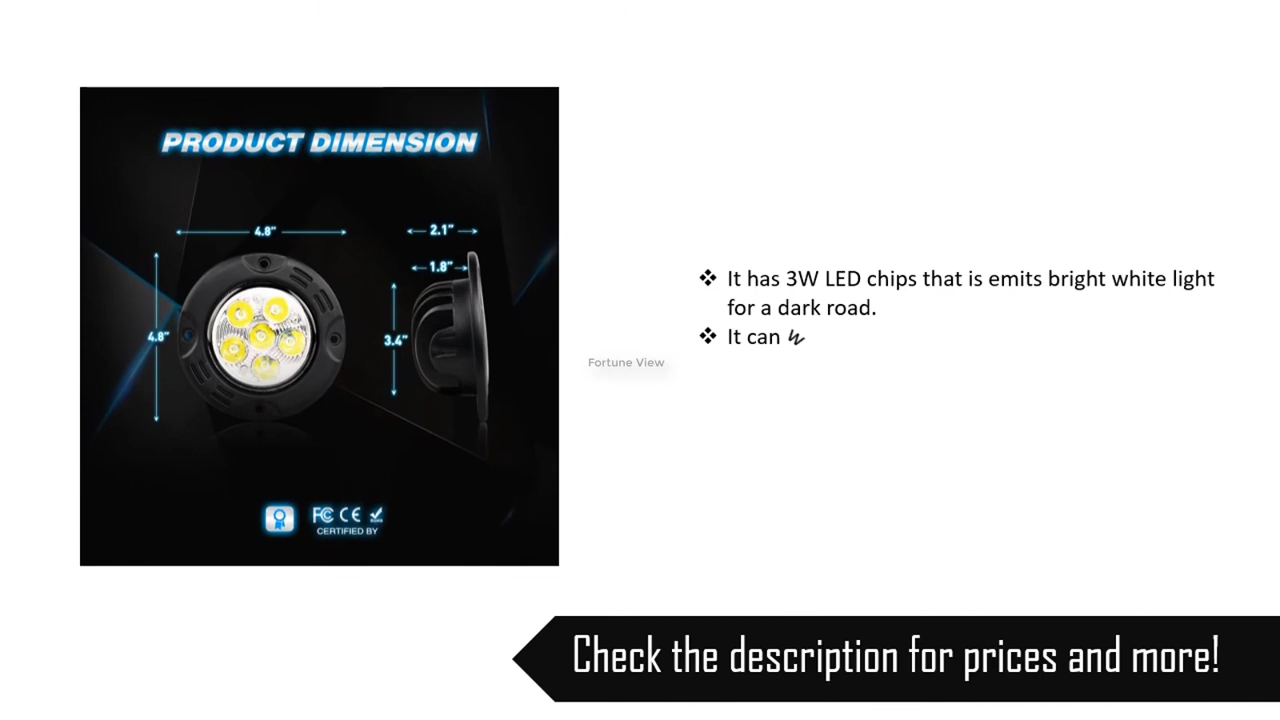 PRODUCT DIMENSION
4.8"
2.1"
1.8"
4.8"
3.4"
FC CE
CERTIFIED BY
❖ It has 3W LED chips that is emits bright white light
for a dark road.
❖ It can
Fortune View
Check the description for prices and more!